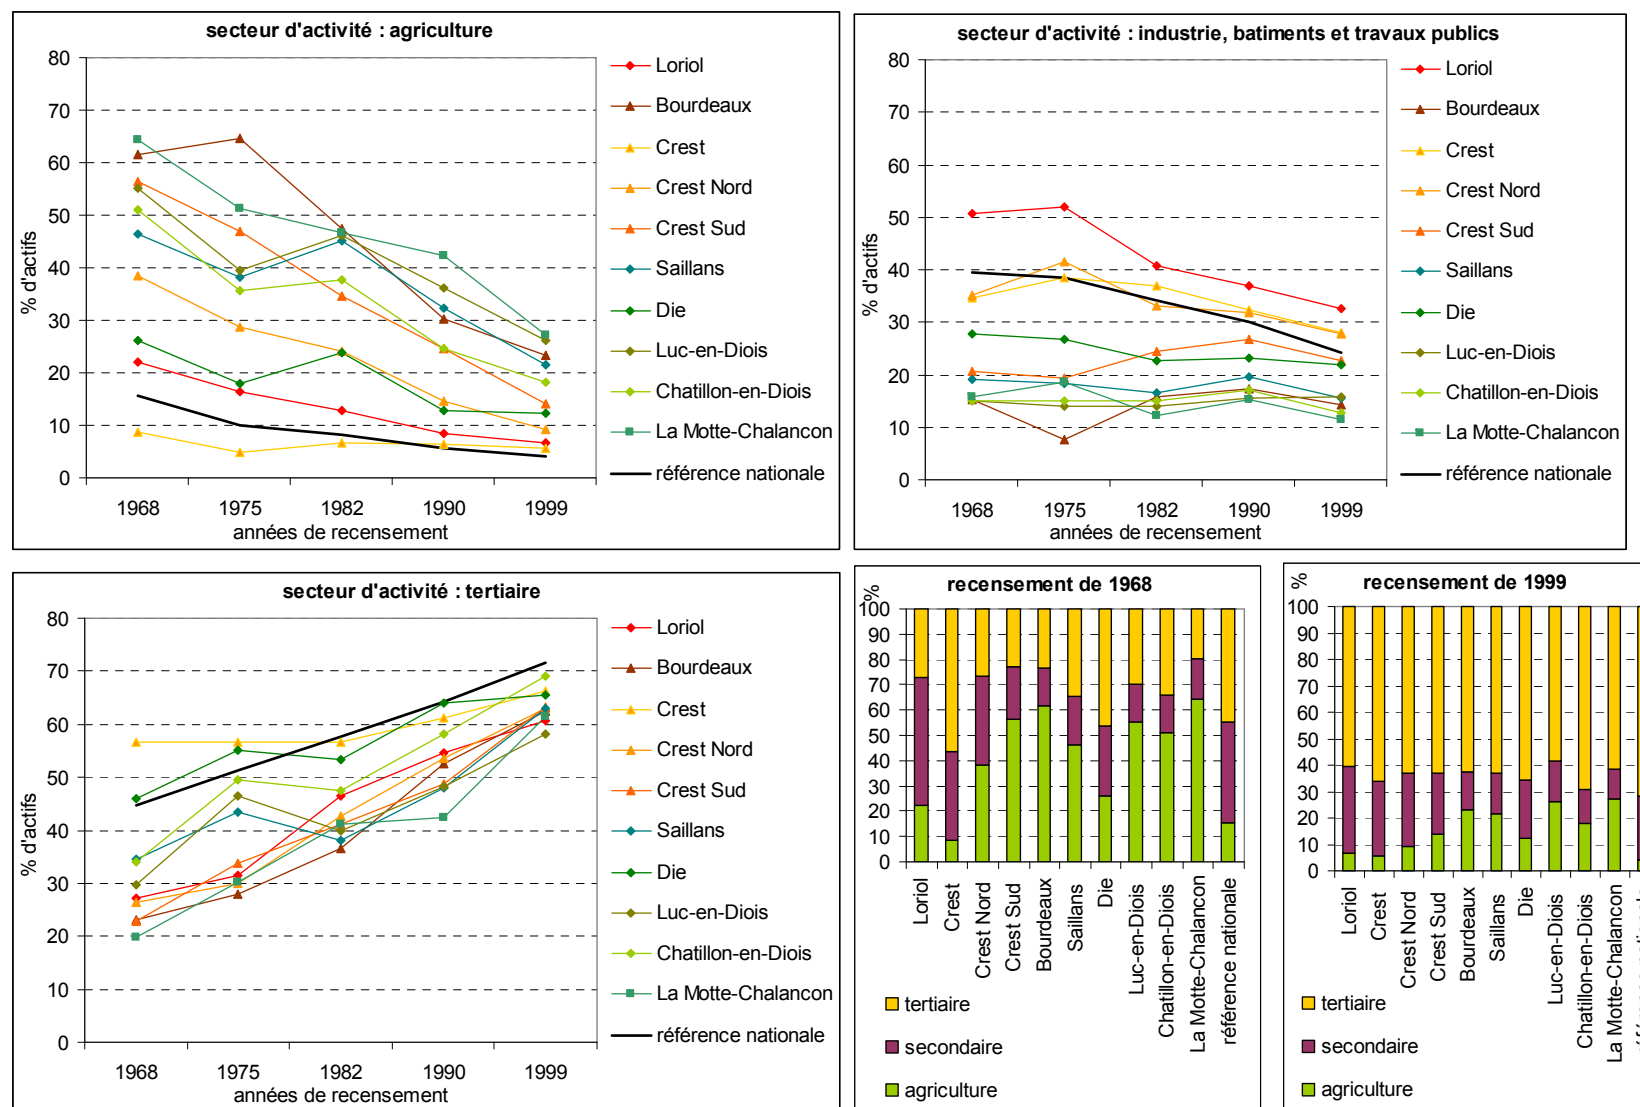 secteur d'activité : agriculture
% d'actifs
80
70
60
50
40
30
20
10
0
1968 1975 1982 1990 1999
années de recensement
Loriol
Bourdeaux
Crest
Crest Nord
Crest Sud
Saillans
Die
Luc-en-Diois
Chatillon-en-Diois
La Motte-Chalancon
référence nationale
secteur d'activité : industrie, batiments et travaux publics
% d'actifs
80
70
60
50
40
30
20
10
0
1968 1975 1982 1990 1999
années de recensement
Loriol
Bourdeaux
Crest
Crest Nord
Crest Sud
Saillans
Die
Luc-en-Diois
Chatillon-en-Diois
La Motte-Chalancon
référence nationale
secteur d'activité : tertiaire
% d'actifs
80
70
60
50
40
30
20
10
0
1968 1975 1982 1990 1999
années de recensement
Loriol
Bourdeaux
Crest
Crest Nord
Crest Sud
Saillans
Die
Luc-en-Diois
Chatillon-en-Diois
La Motte-Chalancon
référence nationale
recensement de 1968
%
100
90
80
70
60
50
40
30
20
10
0
Loriol
Crest
Crest Nord
Crest Sud
Bourdeaux
Saillans
Die
Luc-en-Diois
Chatillon-en-Diois
La Motte-Chalancon
référence nationale
tertiaire
secondaire
agriculture
recensement de 1999
%
100
90
80
70
60
50
40
30
20
10
0
Loriol
Crest
Crest Nord
Crest Sud
Bourdeaux
Saillans
Die
Luc-en-Diois
Chatillon-en-Diois
La Motte-Chalancon
tertiaire
secondaire
agriculture